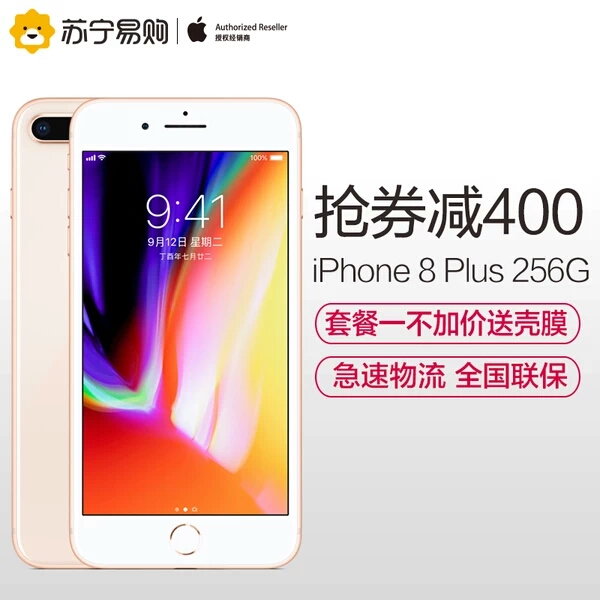 苏宁易购
Authorized Reseller
授权经销商
100%
9:41
9月12日 星期二
丁酉年七月廿二
抢券减400
iPhone 8 Plus 256G
套餐一不加价送壳膜
急速物流 全国联保